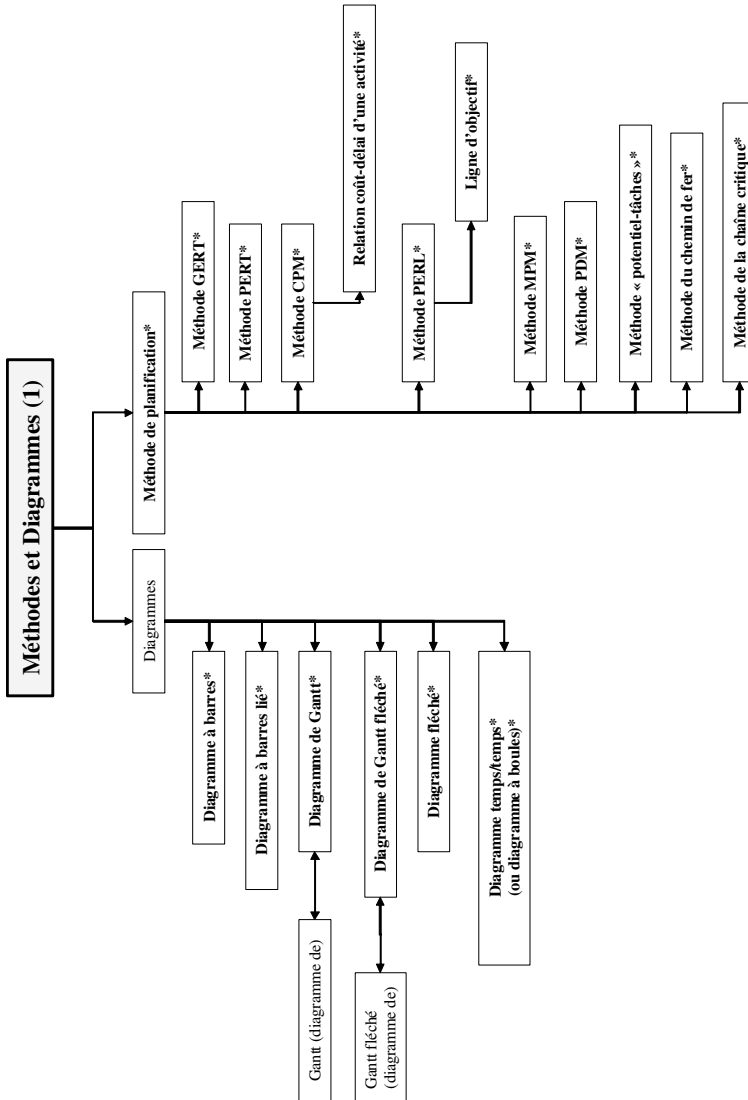 Méthodes et Diagrammes (1)
Diagrammes
Méthode de planification*
Diagramme à barres*
Diagramme à barres lié*
Diagramme de Gantt*
Gantt (diagramme de)
Diagramme de Gantt fléché*
Gantt fléché
(diagramme de)
Diagramme fléché*
Diagramme temps/temps*
(ou diagramme à boules)*
Méthode GERT*
Méthode PERT*
Méthode CPM*
Relation coût-délai d’une activité*
Méthode PERL*
Ligne d’objectif*
Méthode MPM*
Méthode PDM*
Méthode « potentiel-tâches »*
Méthode du chemin de fer*
Méthode de la chaîne critique*